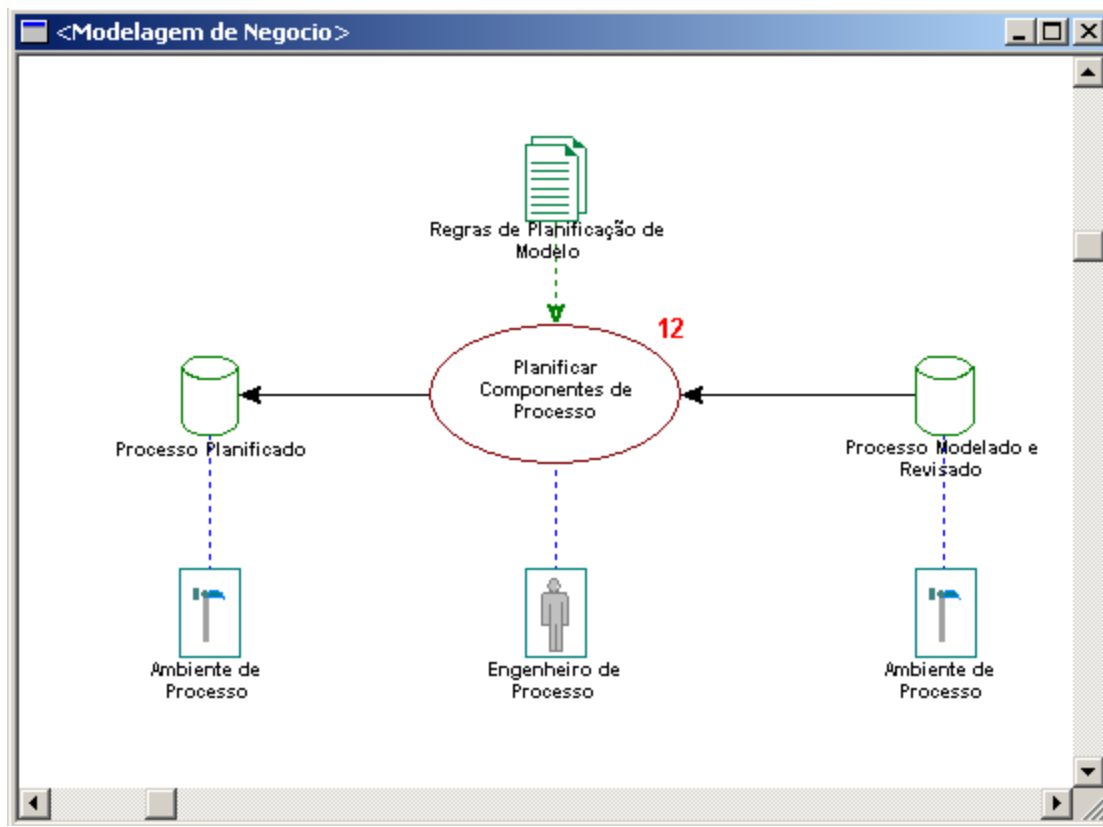 <Modelagem de Negocio>
Regras de Planificação de
Modelo
12
Planificar
Componentes de
Processo
Processo Planificado
Processo Modelado e
Revisado
Ambiente de
Processo
Engenheiro de
Processo
Ambiente de
Processo